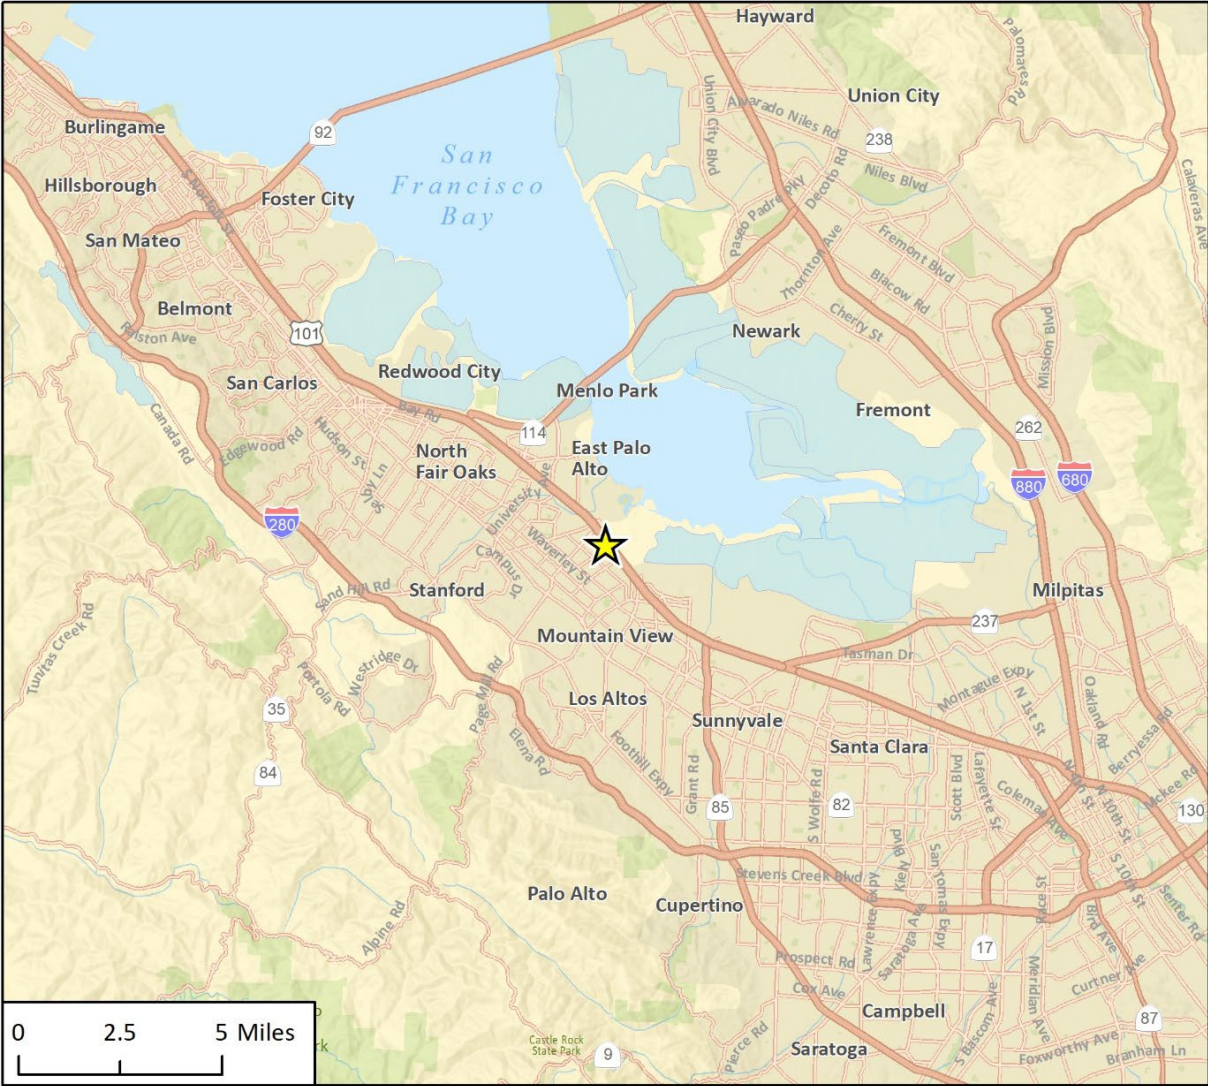 Hayward
Palomares Rd
Union City
Burlingame
92
Union City Blvd
Alvarado Niles Rd
238
San
Francisco
Bay
Hillsborough
S Norfolk St
Foster City
Niles Blvd
Decoto Rd
Paseo Padre Pky
Calaveras Ave
San Mateo
Thornton Ave
Fremont Blvd
Blacow Rd
Belmont
Cherry St
Ralston Ave
101
Newark
Mission Blvd
Redwood City
San Carlos
Menlo Park
Bay Rd
Fremont
Canada Rd
Edgewood Rd
Hudson St
114
262
North
Fair Oaks
East Palo
Alto
Selby Ln
University Ave
880
680
280
Waverley St
Campus Dr
Sand Hill Rd
Stanford
Milpitas
237
Tunitas Creek Rd
Mountain View
Tasman Dr
Westridge Dr
Portola Rd
Page Mill Rd
Montague Expy
N 1st St
Oakland Rd
35
Los Altos
Sunnyvale
Elena Rd
Foothill Expy
Santa Clara
Berryessa Rd
84
Grant Rd
S Wolfe Rd
Scott Blvd
Lafayette St
N 4th St
Mckee Rd
85
82
Coleman Ave
N 10th St
130
Kiely Blvd
San Tomas Expy
S 10th St
Stevens Creek Blvd
Palo Alto
Cupertino
Lawrence Expy
Race St
Senter Rd
Alpine Rd
Saratoga Ave
Bird Ave
17
Prospect Rd
Meridian Ave
Curtner Ave
Cox Ave
Campbell
S Bascom Ave
87
0 2.5 5 Miles
rk
Castle Rock
State Park
9
Pierce Rd
Saratoga
Foxworthy Ave
Branham Ln